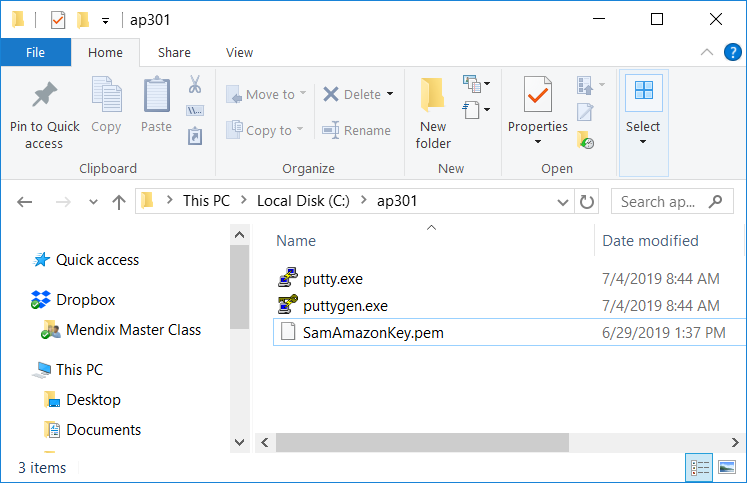 ap301
File Home Share View
Pin to Quick access
Copy
Paste
Clipboard
Move to
Copy to
Delete
Rename
Organize
New folder
New
Properties
Open
Select
This PC Local Disk (C:) ap301
Search ap...
Name Date modified
Quick access
Dropbox
Mendix Master Class
This PC
Desktop
Documents
putty.exe 7/4/2019 8:44 AM
puttygen.exe 7/4/2019 8:44 AM
SamAmazonKey.pem 6/29/2019 1:37 PM
3 items